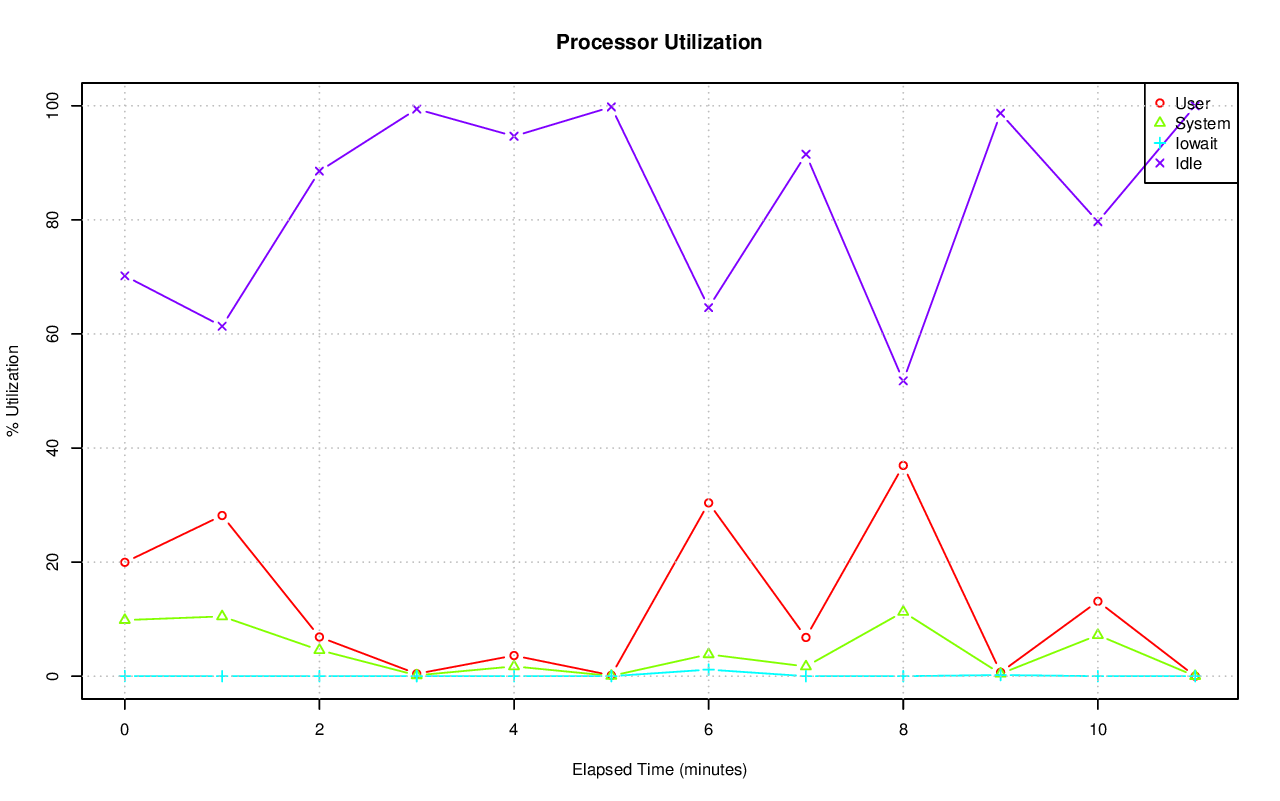 Processor Utilization
User
System
Iowait
Idle
% Utilization
100
80
60
40
20
0
0 2 4 6 8 10
Elapsed Time (minutes)